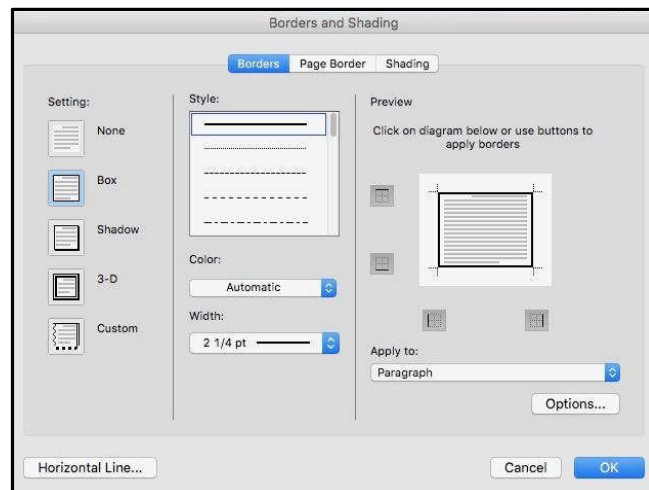 Borders and Shading
Borders Page Border Shading
Setting:
None
Box
Shadow
3-D
Custom
Style:
Color:
Automatic
Width:
2 1/4 pt
Preview
Click on diagram below or use buttons to
apply borders
Apply to:
Paragraph
Options...
Horizontal Line...
Cancel
OK